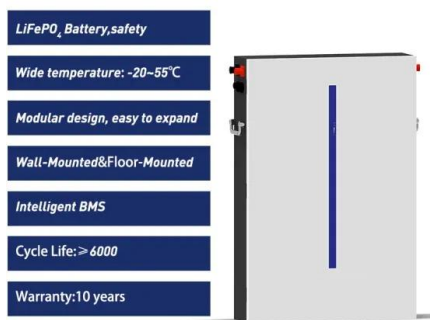 LiFePO₄ Battery,safety
Wide temperature: -20~55℃
Modular design, easy to expand
Wall-Mounted&Floor-Mounted
Intelligent BMS
Cycle Life:≥6000
Warranty:10 years